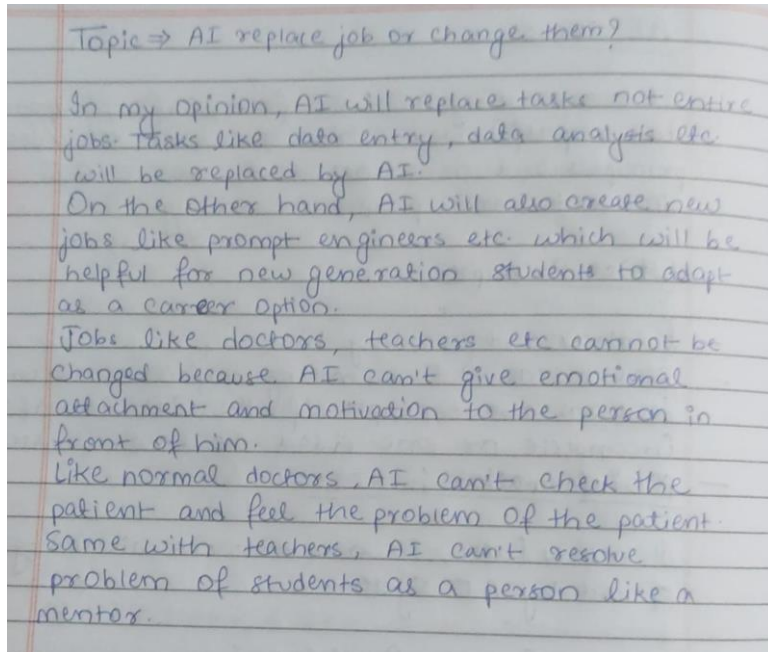 Topic ⇒ AI replace job or change them?
In my opinion, AI will replace tasks not entire
jobs. Tasks like data entry, data analysis etc.
will be replaced by AI.
On the other hand, AI will also create new
jobs like prompt engineers etc. which will be
helpful for new generation students to adapt
as a career option.
Jobs like doctors, teachers etc cannot be
changed because AI can't give emotional
attachment and motivation to the person in
front of him.
Like normal doctors, AI can't check the
patient and feel the problem of the patient.
Same with teachers, AI can't resolve
problem of students as a person like a
mentor.